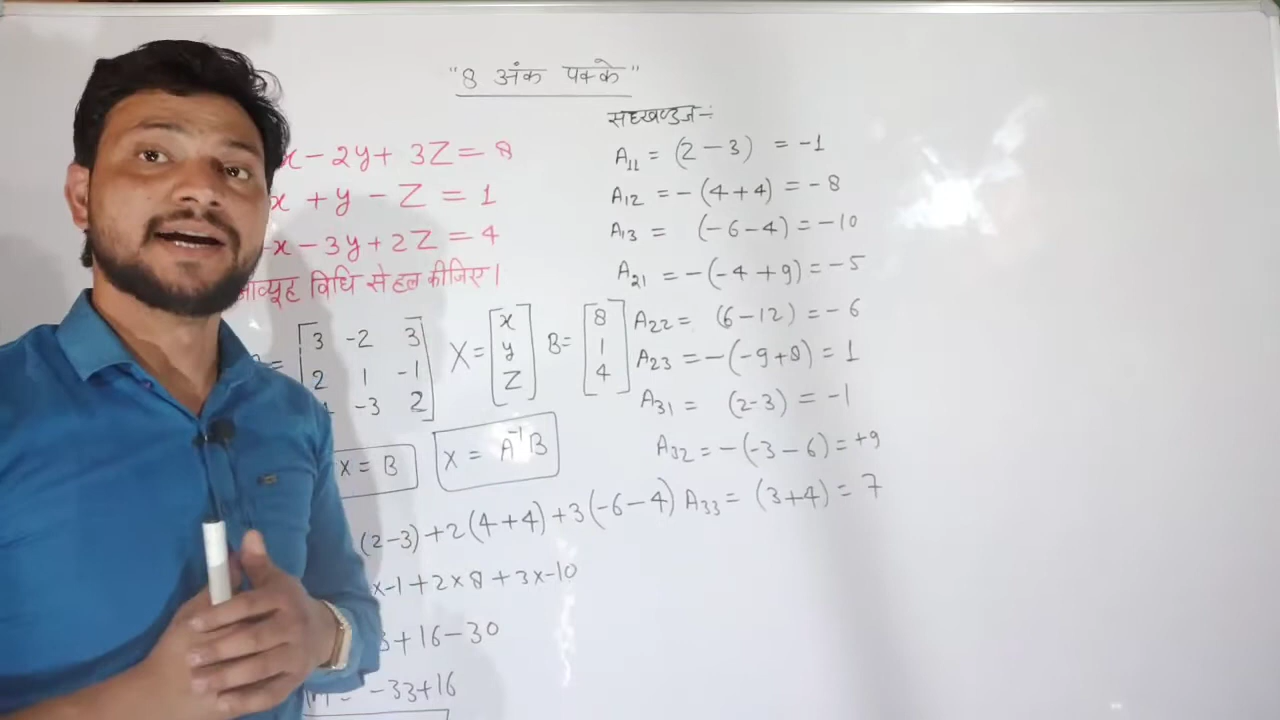 "8 अंक पक्के"
x - 2y + 3Z = 8
x + y - Z = 1
-x - 3y + 2Z = 4
आव्यूह विधि से हल कीजिए।
= [3 -2 3 X = [x B= [8
2 1 -1 y 1
-3 2] Z] 4]
X = B X = A⁻¹B
(2-3)+2(4+4)+3(-6-4)
x-1+2x8+3x-10
3+16-30
-33+16
सहखण्डज :-
A11 = (2-3) = -1
A12 = -(4+4) = -8
A13 = (-6-4) = -10
A21 = -(-4+9) = -5
A22 = (6-12) = -6
A23 = -(-9+8) = 1
A31 = (2-3) = -1
A32 = -(-3-6) = +9
A33 = (3+4) = 7